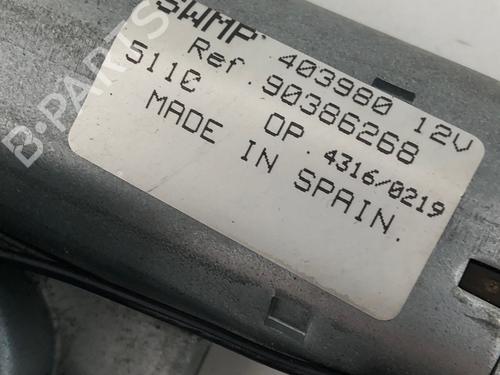 SWMP 403980 12V
Ref. 90386268
511C OP. 4316/0219
MADE IN SPAIN.
B-PARTS